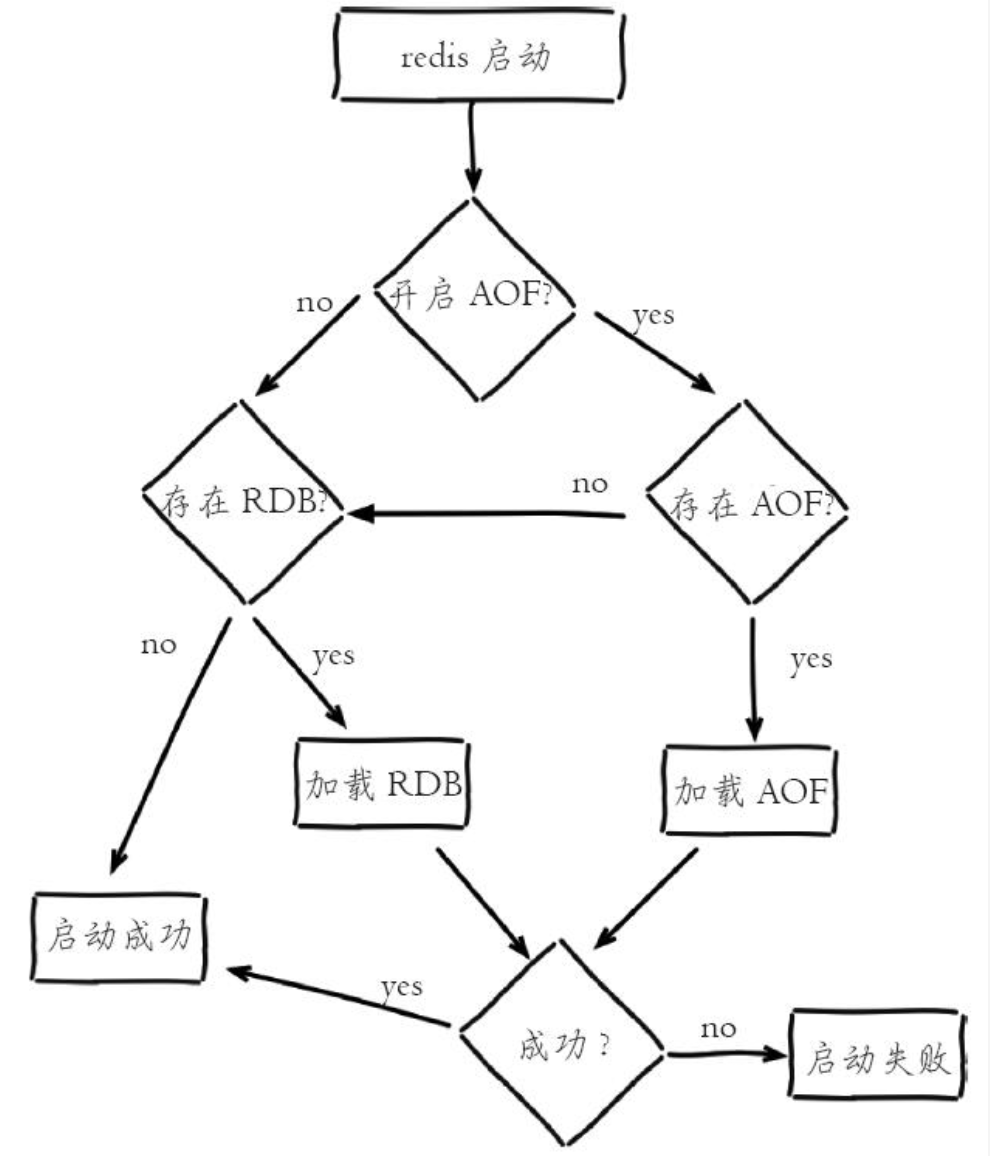 redis 启动
开启 AOF?
no
yes
存在 RDB?
no
存在 AOF?
no
yes
yes
加载 RDB
加载 AOF
启动成功
yes
成功 ?
no
启动失败